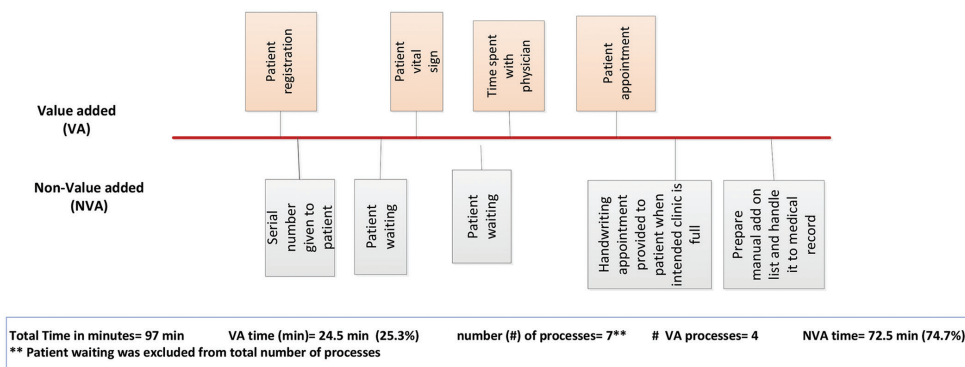 Patient
registration
Patient
vital
sign
Time spent
with
physician
Patient
appointment
Value added
(VA)
Non-Value added
(NVA)
Serial
number
given to
patient
Patient
waiting
Patient
waiting
Handwriting
appointment
provided to
patient when
intended clinic is
full
Prepare
manual add on
list and handle
it to medical
record
Total Time in minutes= 97 min VA time (min)= 24.5 min (25.3%) number (#) of processes= 7** # VA processes= 4 NVA time= 72.5 min (74.7%)
** Patient waiting was excluded from total number of processes